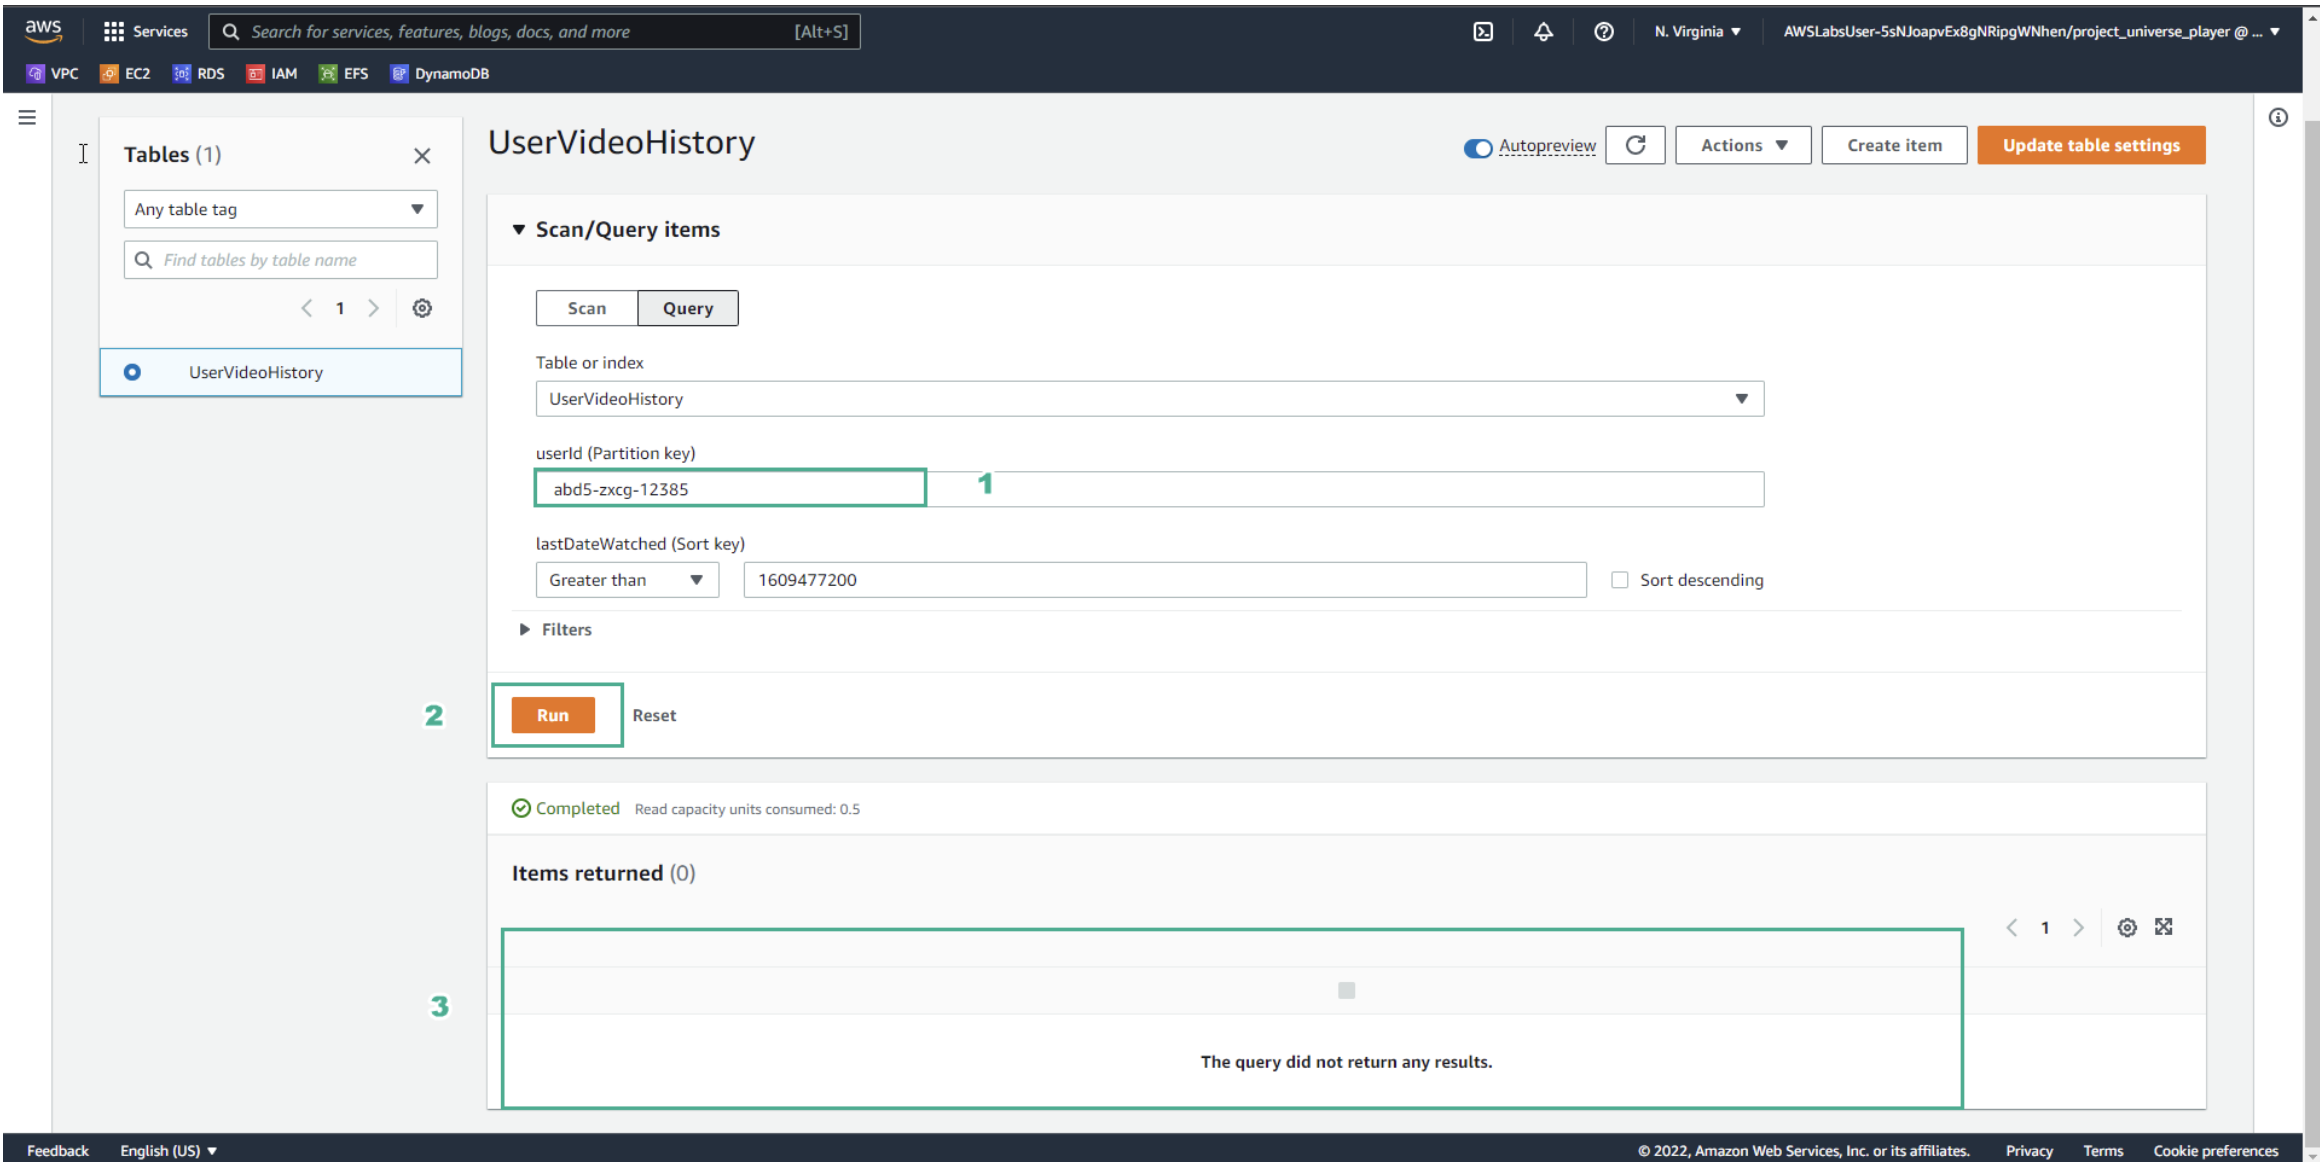 aws Services Search for services, features, blogs, docs, and more [Alt+S] N. Virginia ▼ AWSLabsUser-5sNJoapvEx8gNRipgWNhen/project_universe_player @ ... ▼
VPC EC2 RDS IAM EFS DynamoDB
Tables (1)
Any table tag
Find tables by table name
1
UserVideoHistory
UserVideoHistory
Autopreview Actions ▼ Create item Update table settings
▼ Scan/Query items
Scan Query
Table or index
UserVideoHistory
userId (Partition key)
abd5-zxcg-12385 1
lastDateWatched (Sort key)
Greater than 1609477200 Sort descending
Filters
2 Run Reset
Completed Read capacity units consumed: 0.5
Items returned (0)
1
3
The query did not return any results.
Feedback English (US) ▼ © 2022, Amazon Web Services, Inc. or its affiliates. Privacy Terms Cookie preferences